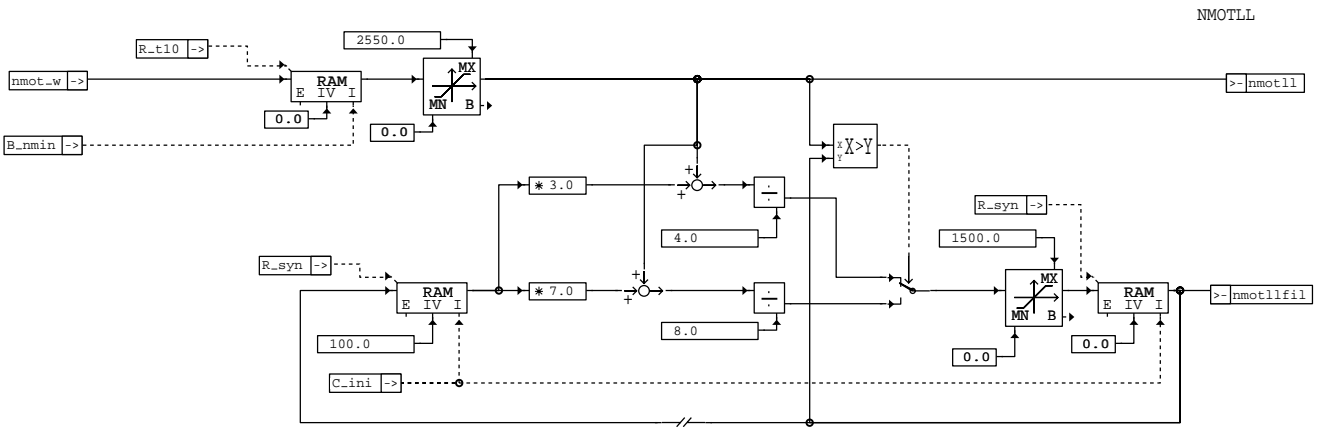 NMOTLL
2550.0
R_t10 ->
nmot_w ->
RAM
E IV I
MX
MN B
>- nmotll
0.0
0.0
B_nmin ->
X X>Y
Y
+
+
* 3.0
÷
R_syn ->
4.0
1500.0
R_syn ->
+
+
* 7.0
÷
RAM
E IV I
MX
MN B
RAM
E IV I
>- nmotllfil
8.0
100.0
0.0
0.0
C_ini ->